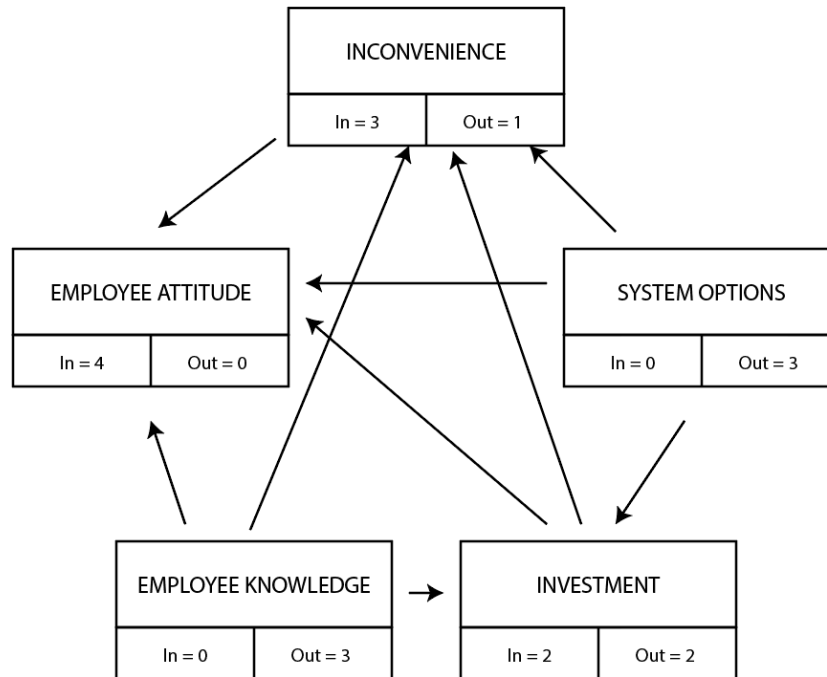 INCONVENIENCE
In = 3
Out = 1
EMPLOYEE ATTITUDE
In = 4
Out = 0
SYSTEM OPTIONS
In = 0
Out = 3
EMPLOYEE KNOWLEDGE
In = 0
Out = 3
INVESTMENT
In = 2
Out = 2